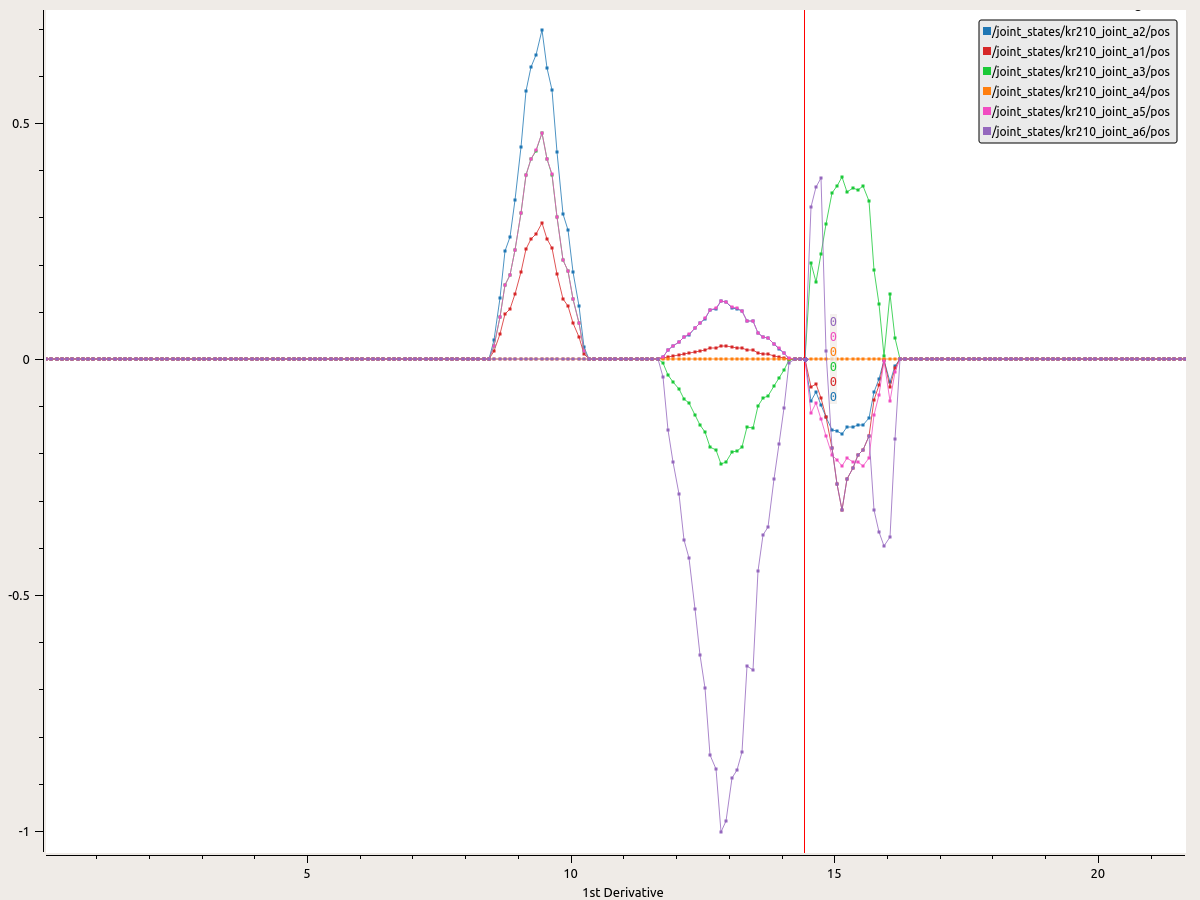 /joint_states/kr210_joint_a2/pos
/joint_states/kr210_joint_a1/pos
/joint_states/kr210_joint_a3/pos
/joint_states/kr210_joint_a4/pos
/joint_states/kr210_joint_a5/pos
/joint_states/kr210_joint_a6/pos
0.5
0
-0.5
-1
0
0
0
0
0
0
5
10
15
20
1st Derivative